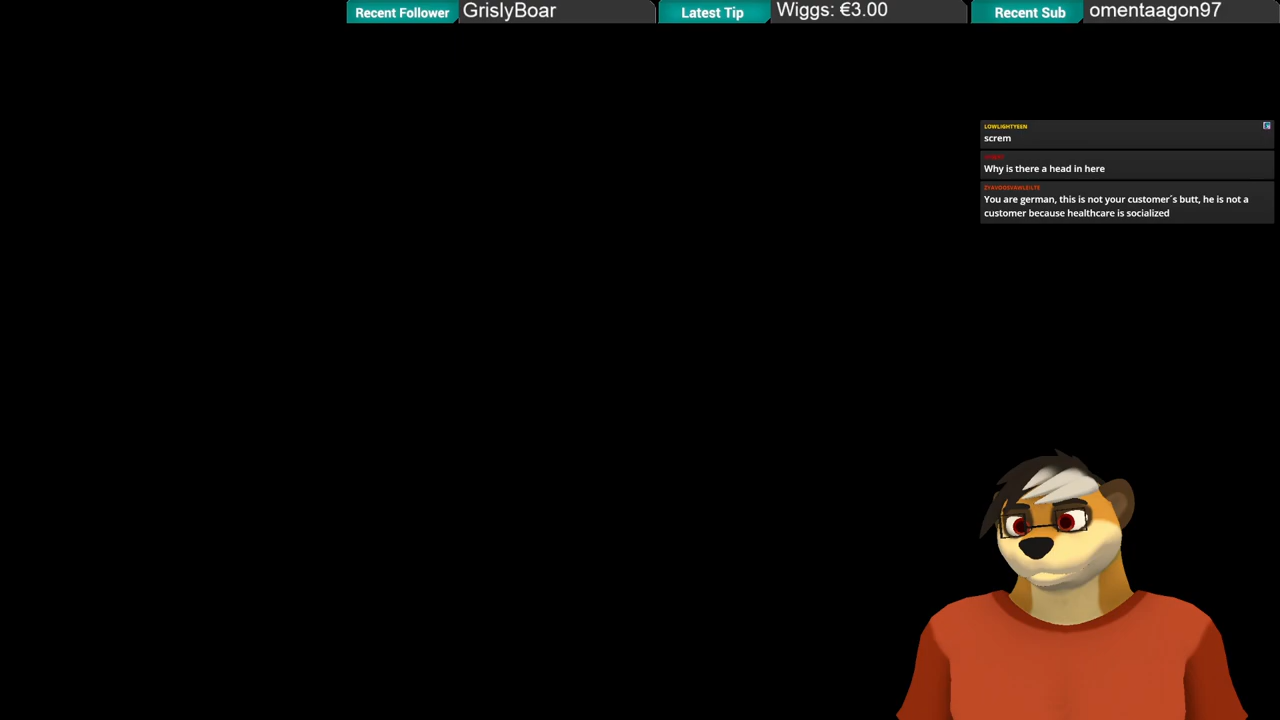 Recent Follower GrislyBoar Latest Tip Wiggs: €3.00 Recent Sub omentaagon97
LOWLIGHTYEEN
screm
Why is there a head in here
You are german, this is not your customer´s butt, he is not a
customer because healthcare is socialized